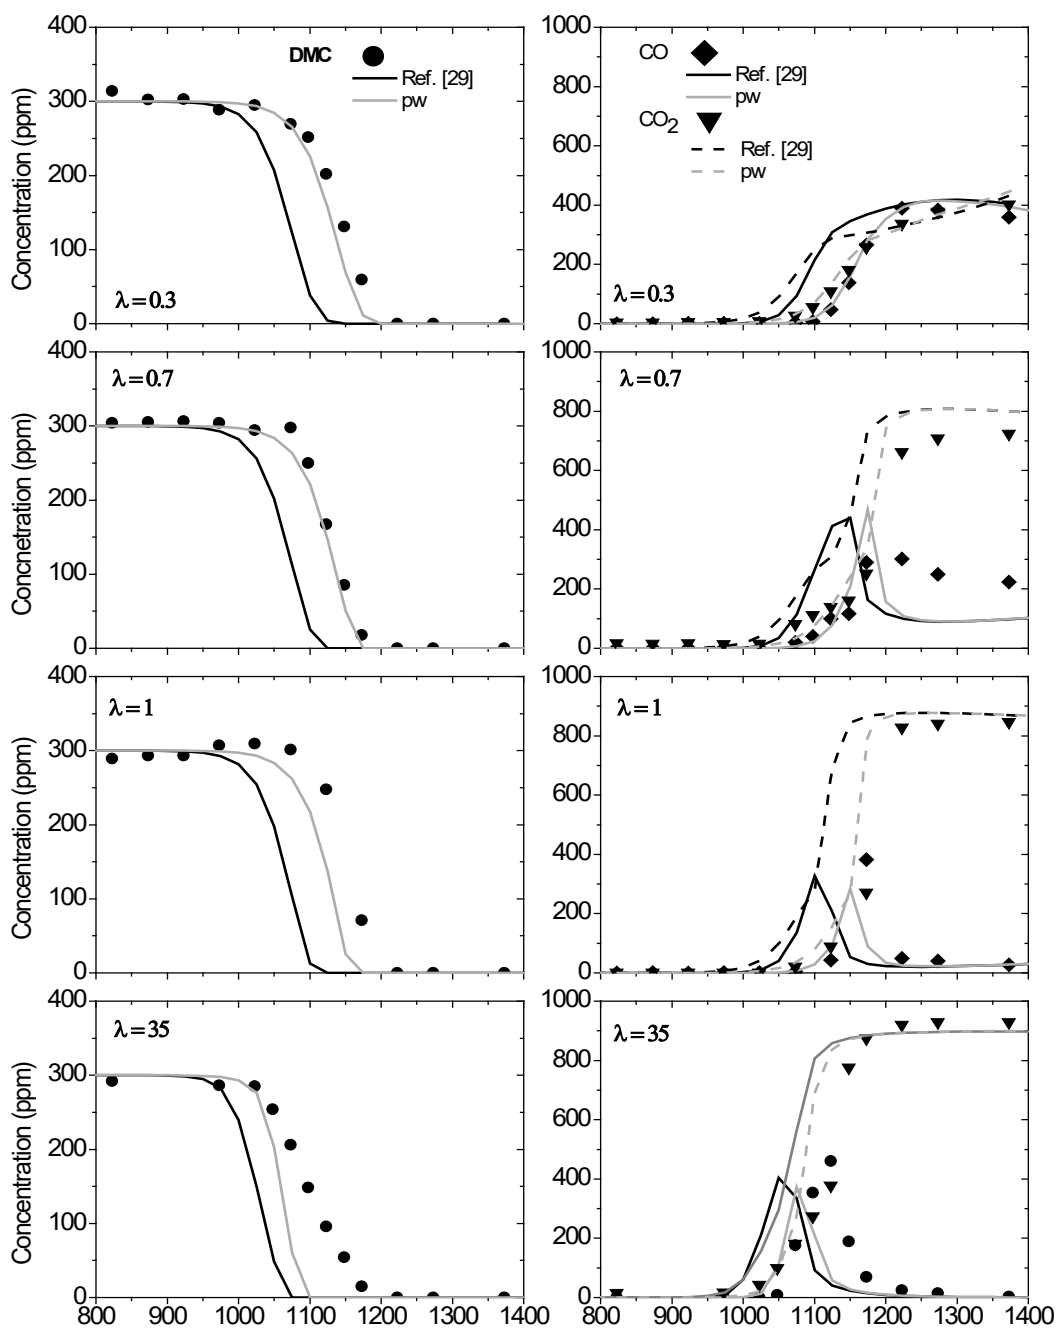 400
300
200
100
0
Concentration (ppm)
DMC
Ref. [29]
pw
λ=0.3
1000
800
600
400
200
0
CO
Ref. [29]
pw
CO2
Ref. [29]
pw
λ=0.3
400
300
200
100
0
Concnetration (ppm)
λ=0.7
1000
800
600
400
200
0
λ=0.7
400
300
200
100
0
Concentration (ppm)
λ=1
1000
800
600
400
200
0
λ=1
400
300
200
100
0
Concentration (ppm)
λ=35
800 900 1000 1100 1200 1300 1400
1000
800
600
400
200
0
λ=35
800 900 1000 1100 1200 1300 1400